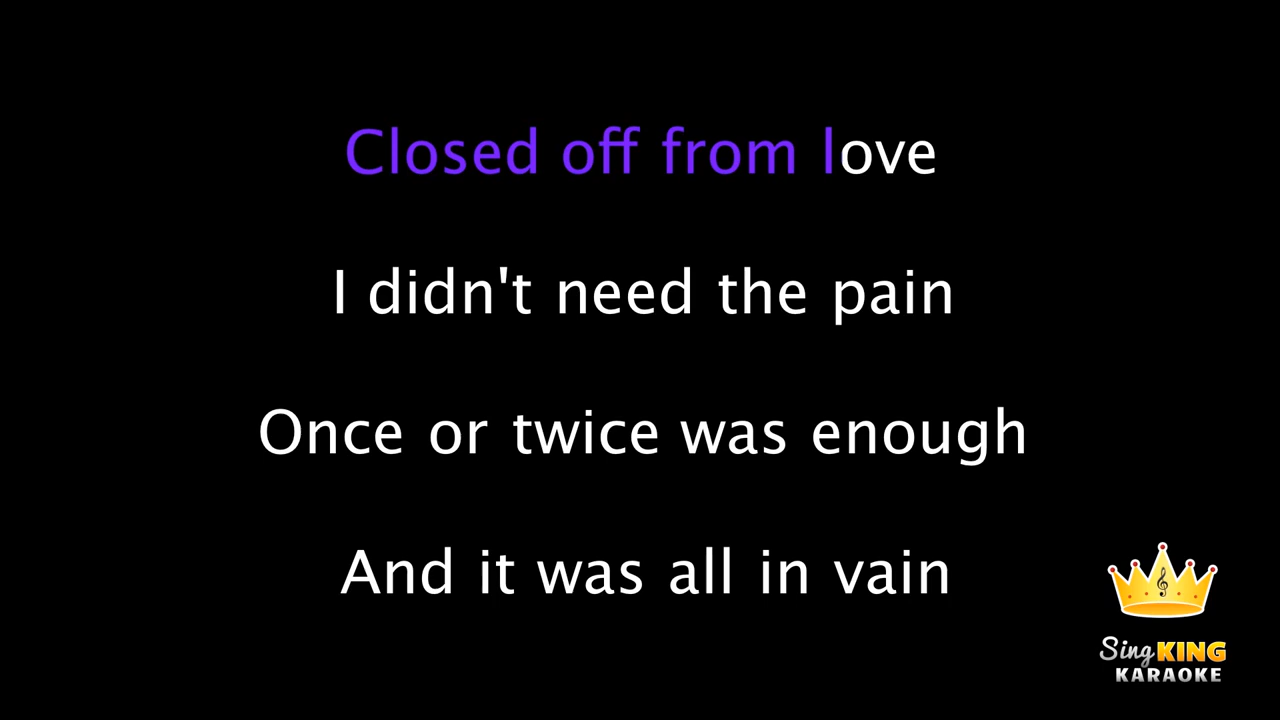 Closed off from love
I didn't need the pain
Once or twice was enough
And it was all in vain
Sing KING
KARAOKE